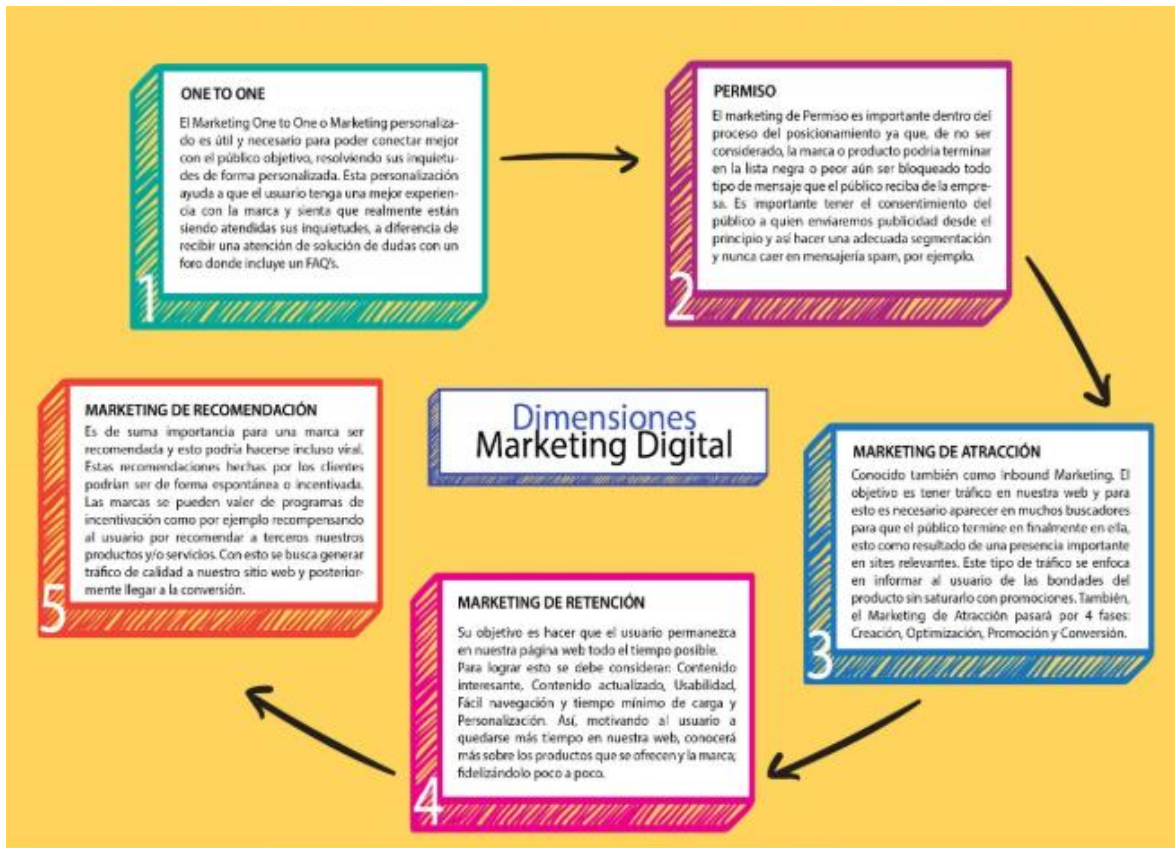 ONE TO ONE
El Marketing One to One o Marketing personaliza-
do es útil y necesario para poder conectar mejor
con el público objetivo, resolviendo sus inquietu-
des de forma personalizada. Esta personalización
ayuda a que el usuario tenga una mejor experien-
cia con la marca y sienta que realmente están
siendo atendidas sus inquietudes, a diferencia de
recibir una atención de solución de dudas con un
foro donde incluye un FAQ's.
1
PERMISO
El marketing de Permiso es importante dentro del
proceso del posicionamiento ya que, de no ser
considerado, la marca o producto podría terminar
en la lista negra o peor aún ser bloqueado todo
tipo de mensaje que el público reciba de la empre-
sa. Es importante tener el consentimiento del
público a quien enviaremos publicidad desde el
principio y así hacer una adecuada segmentación
y nunca caer en mensajería spam, por ejemplo.
2
Dimensiones
Marketing Digital
MARKETING DE ATRACCIÓN
Conocido también como Inbound Marketing. El
objetivo es tener tráfico en nuestra web y para
esto es necesario aparecer en muchos buscadores
para que el público termine en finalmente en ella,
esto como resultado de una presencia importante
en sites relevantes. Este tipo de tráfico se enfoca
en informar al usuario de las bondades del
producto sin saturarlo con promociones. También,
el Marketing de Atracción pasará por 4 fases:
Creación, Optimización, Promoción y Conversión.
3
MARKETING DE RETENCIÓN
Su objetivo es hacer que el usuario permanezca
en nuestra página web todo el tiempo posible.
Para lograr esto se debe considerar: Contenido
interesante, Contenido actualizado, Usabilidad,
Fácil navegación y tiempo mínimo de carga y
Personalización. Así, motivando al usuario a
quedarse más tiempo en nuestra web, conocerá
más sobre los productos que se ofrecen y la marca;
fidelizándolo poco a poco.
4
MARKETING DE RECOMENDACIÓN
Es de suma importancia para una marca ser
recomendada y esto podría hacerse incluso viral.
Estas recomendaciones hechas por los clientes
podrían ser de forma espontánea o incentivada.
Las marcas se pueden valer de programas de
incentivación como por ejemplo recompensando
al usuario por recomendar a terceros nuestros
productos y/o servicios. Con esto se busca generar
tráfico de calidad a nuestro sitio web y posterior-
mente llegar a la conversión.
5